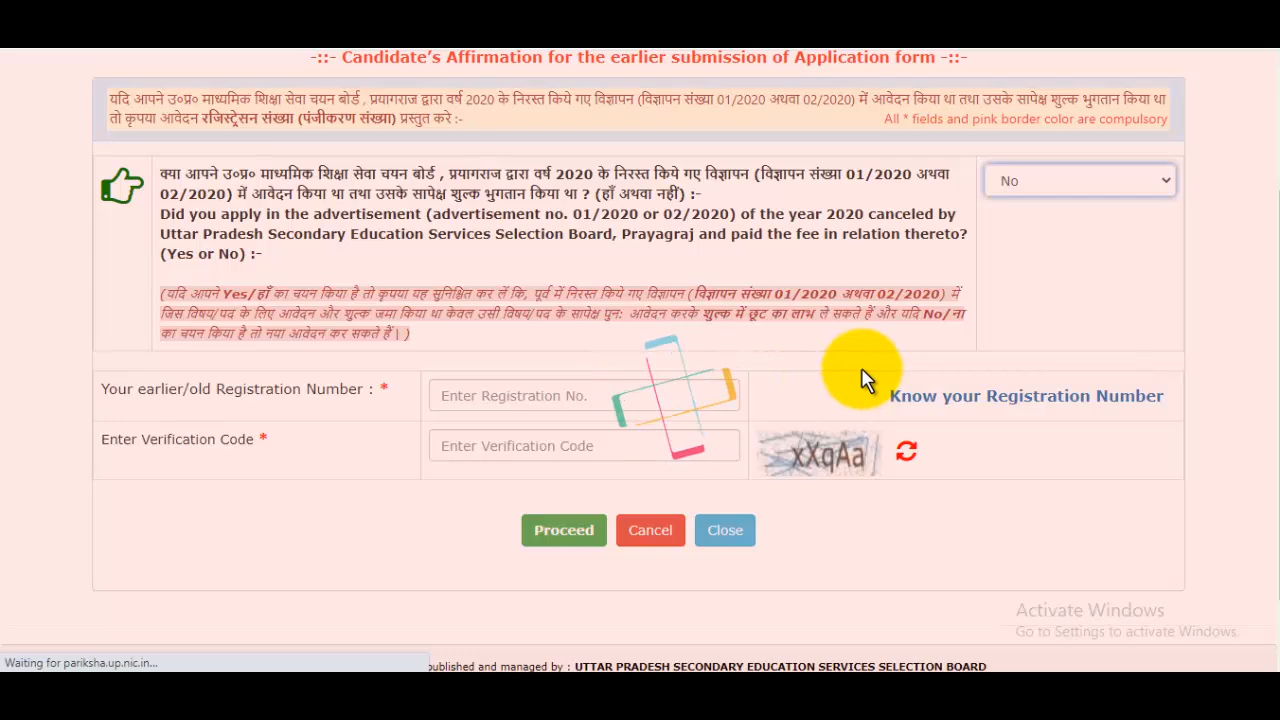 -::- Candidate's Affirmation for the earlier submission of Application form -::-
यदि आपने उ०प्र० माध्यमिक शिक्षा सेवा चयन बोर्ड , प्रयागराज द्वारा वर्ष 2020 के निरस्त किये गए विज्ञापन (विज्ञापन संख्या 01/2020 अथवा 02/2020) में आवेदन किया था तथा उसके सापेक्ष शुल्क भुगतान किया था
तो कृपया आवेदन रजिस्ट्रेसन संख्या (पंजीकरण संख्या) प्रस्तुत करे :-
All * fields and pink border color are compulsory
क्या आपने उ०प्र० माध्यमिक शिक्षा सेवा चयन बोर्ड , प्रयागराज द्वारा वर्ष 2020 के निरस्त किये गए विज्ञापन (विज्ञापन संख्या 01/2020 अथवा
02/2020) में आवेदन किया था तथा उसके सापेक्ष शुल्क भुगतान किया था ? (हाँ अथवा नहीं) :-
Did you apply in the advertisement (advertisement no. 01/2020 or 02/2020) of the year 2020 canceled by
Uttar Pradesh Secondary Education Services Selection Board, Prayagraj and paid the fee in relation thereto?
(Yes or No) :-
No
(यदि आपने Yes/हाँ का चयन किया है तो कृपया यह सुनिश्चित कर लें कि, पूर्व में निरस्त किये गए विज्ञापन (विज्ञापन संख्या 01/2020 अथवा 02/2020) में
जिस विषय/पद के लिए आवेदन और शुल्क जमा किया था केवल उसी विषय/पद के सापेक्ष पुन: आवेदन करके शुल्क में छूट का लाभ ले सकते हैं और यदि No/ना
का चयन किया है तो नया आवेदन कर सकते हैं | )
Your earlier/old Registration Number : *
Enter Registration No.
Know your Registration Number
Enter Verification Code *
Enter Verification Code
xXqAa
Proceed
Cancel
Close
Activate Windows
Go to Settings to activate Windows.
Waiting for pariksha.up.nic.in...
published and managed by : UTTAR PRADESH SECONDARY EDUCATION SERVICES SELECTION BOARD